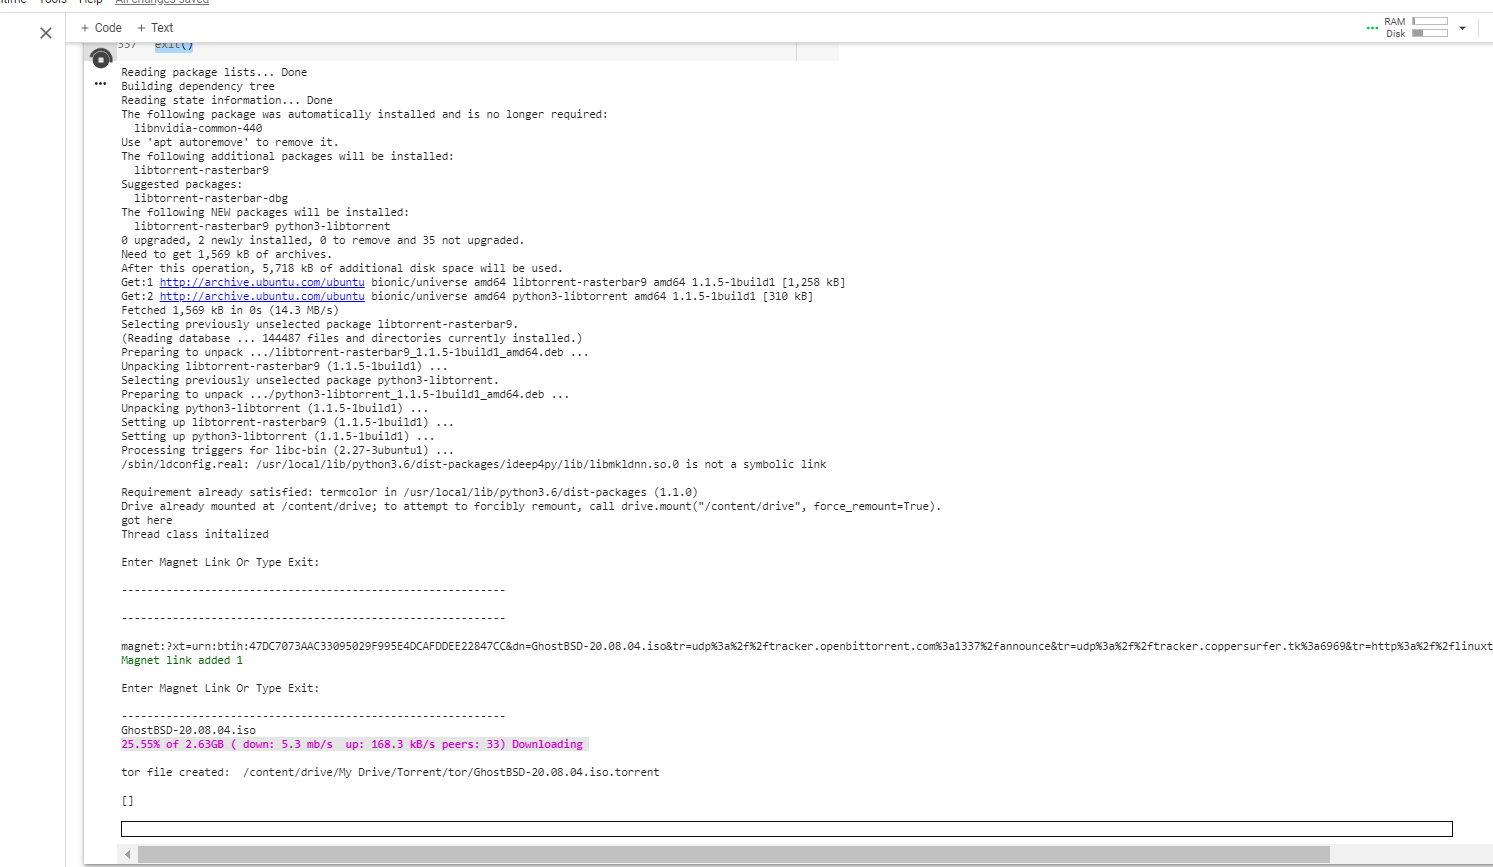 Tools Help All changes saved
+ Code + Text
RAM
Disk
337 exit()
Reading package lists... Done
Building dependency tree
Reading state information... Done
The following package was automatically installed and is no longer required:
libnvidia-common-440
Use 'apt autoremove' to remove it.
The following additional packages will be installed:
libtorrent-rasterbar9
Suggested packages:
libtorrent-rasterbar-dbg
The following NEW packages will be installed:
libtorrent-rasterbar9 python3-libtorrent
0 upgraded, 2 newly installed, 0 to remove and 35 not upgraded.
Need to get 1,569 kB of archives.
After this operation, 5,718 kB of additional disk space will be used.
Get:1 http://archive.ubuntu.com/ubuntu bionic/universe amd64 libtorrent-rasterbar9 amd64 1.1.5-1build1 [1,258 kB]
Get:2 http://archive.ubuntu.com/ubuntu bionic/universe amd64 python3-libtorrent amd64 1.1.5-1build1 [310 kB]
Fetched 1,569 kB in 0s (14.3 MB/s)
Selecting previously unselected package libtorrent-rasterbar9.
(Reading database ... 144487 files and directories currently installed.)
Preparing to unpack .../libtorrent-rasterbar9_1.1.5-1build1_amd64.deb ...
Unpacking libtorrent-rasterbar9 (1.1.5-1build1) ...
Selecting previously unselected package python3-libtorrent.
Preparing to unpack .../python3-libtorrent_1.1.5-1build1_amd64.deb ...
Unpacking python3-libtorrent (1.1.5-1build1) ...
Setting up libtorrent-rasterbar9 (1.1.5-1build1) ...
Setting up python3-libtorrent (1.1.5-1build1) ...
Processing triggers for libc-bin (2.27-3ubuntu1) ...
/sbin/ldconfig.real: /usr/local/lib/python3.6/dist-packages/ideep4py/lib/libmkldnn.so.0 is not a symbolic link
Requirement already satisfied: termcolor in /usr/local/lib/python3.6/dist-packages (1.1.0)
Drive already mounted at /content/drive; to attempt to forcibly remount, call drive.mount("/content/drive", force_remount=True).
got here
Thread class initalized
Enter Magnet Link Or Type Exit:
------------------------------------------------------------
------------------------------------------------------------
magnet:?xt=urn:btih:47DC7073AAC33095029F995E4DCAFDDEE22847CC&dn=GhostBSD-20.08.04.iso&tr=udp%3a%2f%2ftracker.openbittorrent.com%3a1337%2fannounce&tr=udp%3a%2f%2ftracker.coppersurfer.tk%3a6969&tr=http%3a%2f%2flinuxt
Magnet link added 1
Enter Magnet Link Or Type Exit:
------------------------------------------------------------
GhostBSD-20.08.04.iso
25.55% of 2.63GB ( down: 5.3 mb/s up: 168.3 kB/s peers: 33) Downloading
tor file created: /content/drive/My Drive/Torrent/tor/GhostBSD-20.08.04.iso.torrent
[]